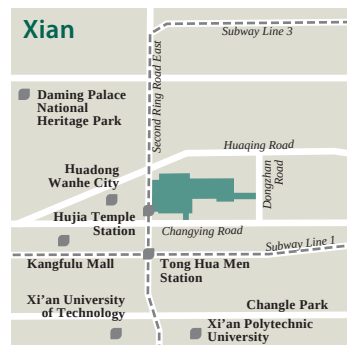 Xian
Subway Line 3
Second Ring Road East
Daming Palace
National
Heritage Park
Huaqing Road
Huadong
Wanhe City
Dongzhan
Road
Hujia Temple
Station
Changying Road
Subway Line 1
Kangfulu Mall
Tong Hua Men
Station
Xi'an University
of Technology
Changle Park
Xi'an Polytechnic
University